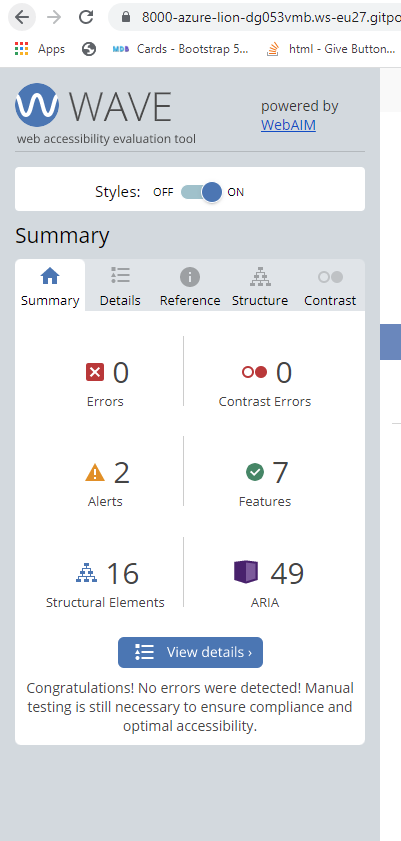 8000-azure-lion-dg053vmb.ws-eu27.gitpo
Apps
Cards - Bootstrap 5...
html - Give Button...
WAVE
web accessibility evaluation tool
powered by
WebAIM
Styles: OFF ON
Summary
Summary Details Reference Structure Contrast
0 0
Errors Contrast Errors
2 7
Alerts Features
16 49
Structural Elements ARIA
View details ›
Congratulations! No errors were detected! Manual
testing is still necessary to ensure compliance and
optimal accessibility.